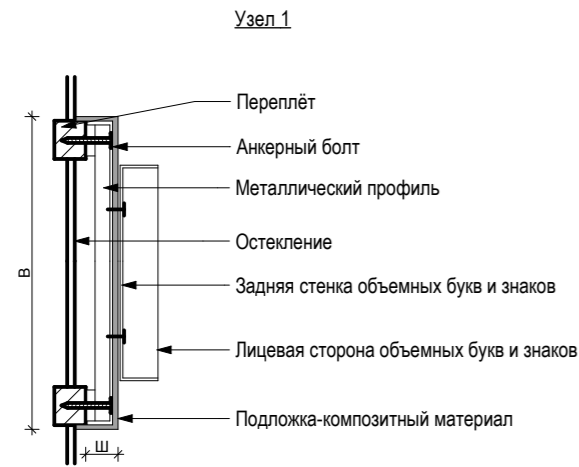 Узел 1
Переплёт
Анкерный болт
Металлический профиль
Остекление
Задняя стенка объемных букв и знаков
Лицевая сторона объемных букв и знаков
Подложка-композитный материал
В
Ш